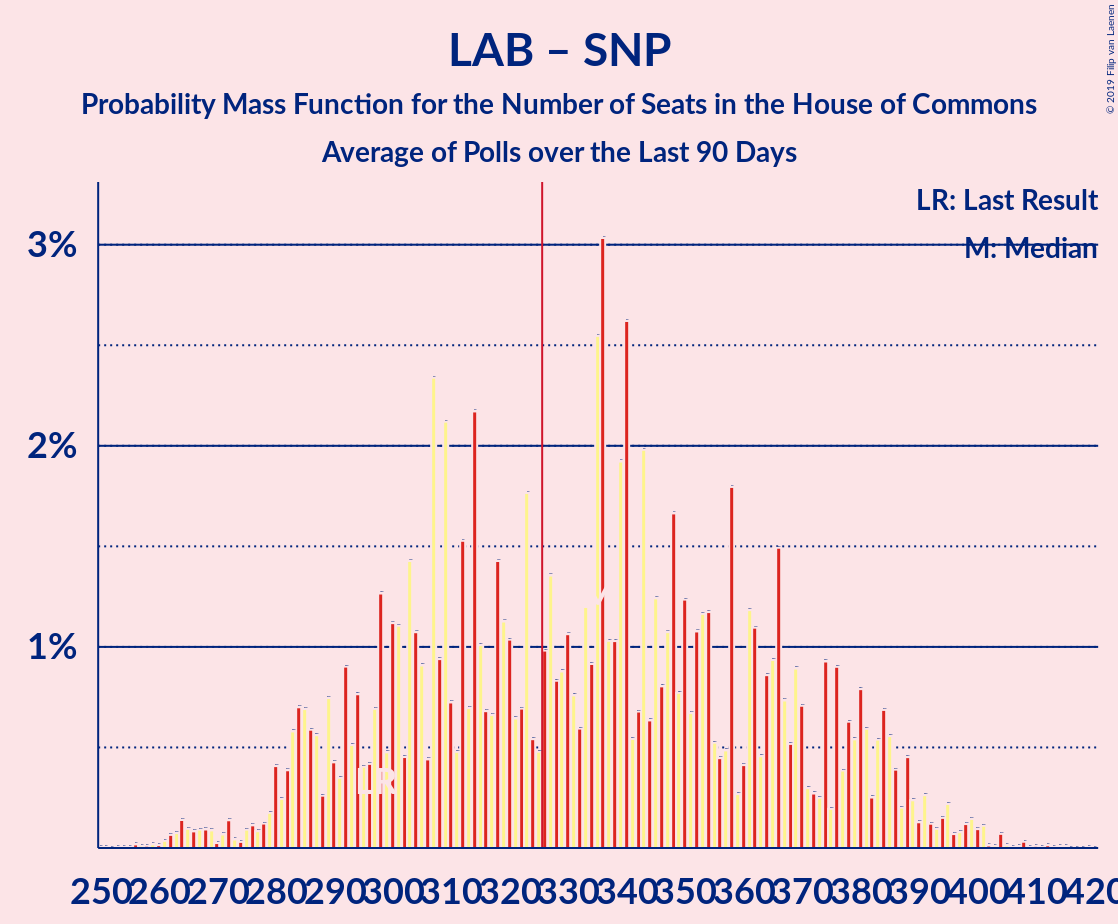 LAB – SNP
Probability Mass Function for the Number of Seats in the House of Commons
Average of Polls over the Last 90 Days
© 2019 Filip van Laenen
LR: Last Result
M: Median
3%
2%
1%
LR
250 260 270 280 290 300 310 320 330 340 350 360 370 380 390 400 410 420